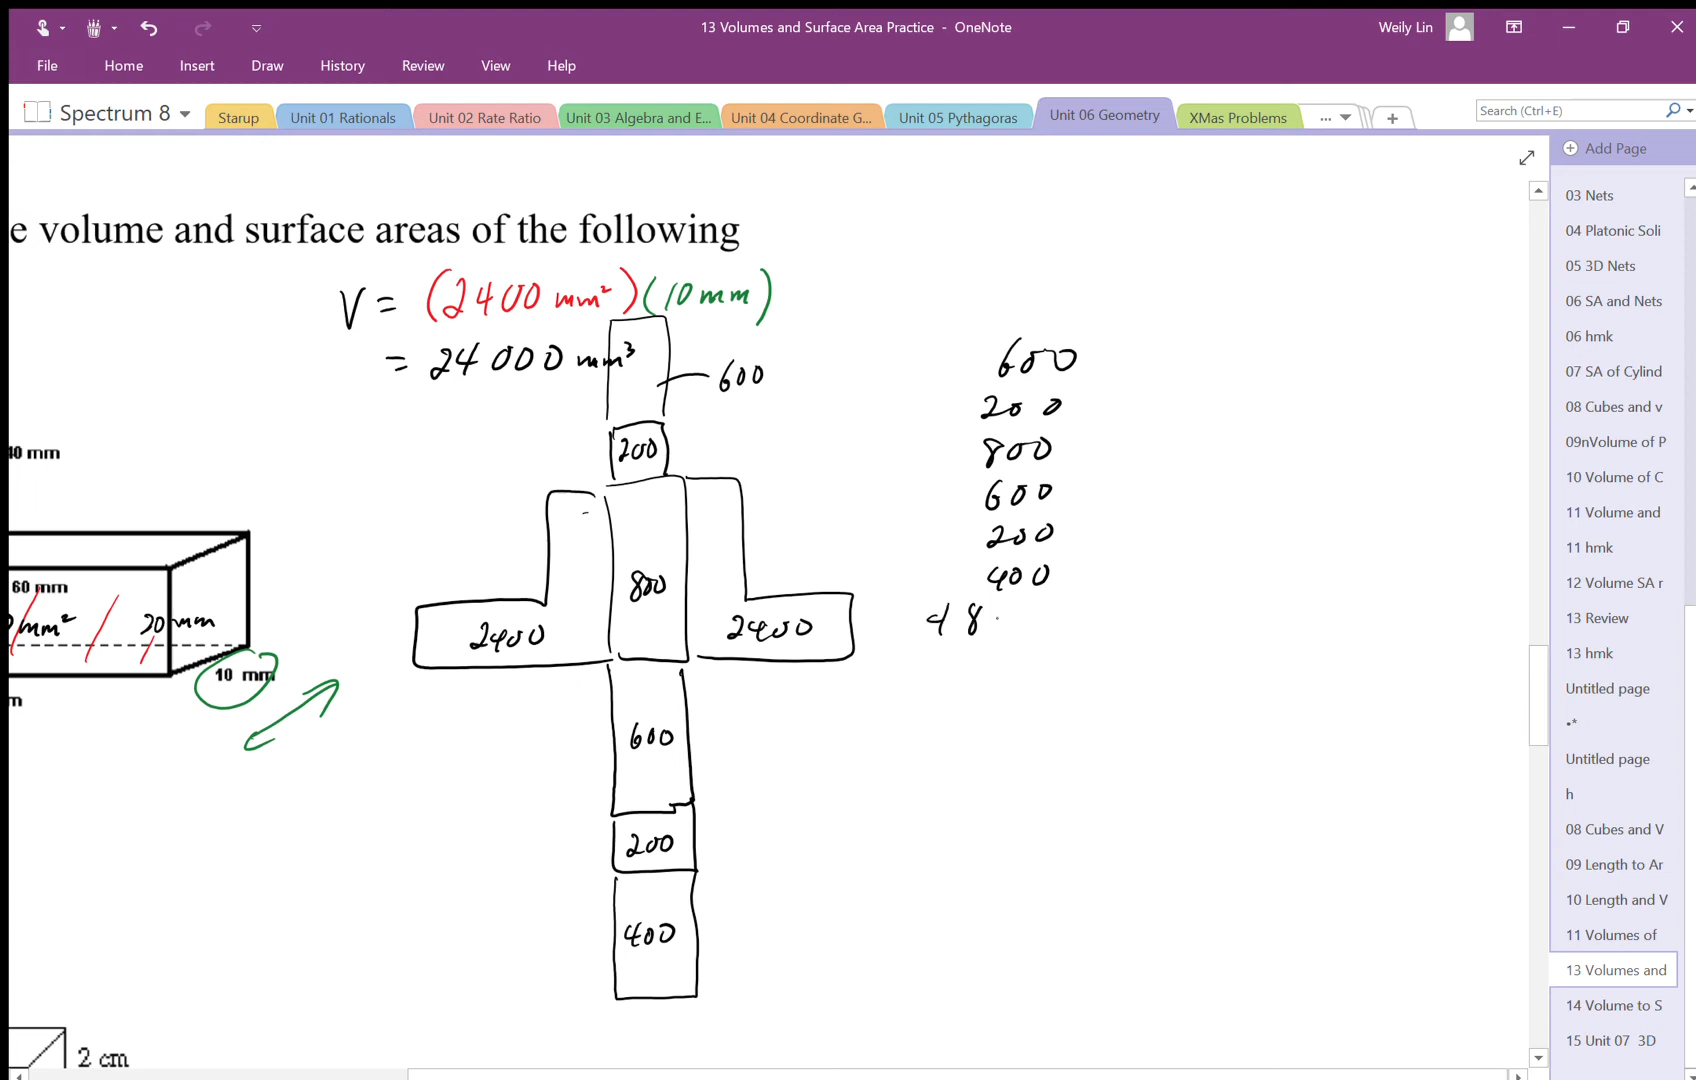 13 Volumes and Surface Area Practice - OneNote
Weily Lin
File Home Insert Draw History Review View Help
Spectrum 8
Starup
Unit 01 Rationals
Unit 02 Rate Ratio
Unit 03 Algebra and E...
Unit 04 Coordinate G...
Unit 05 Pythagoras
Unit 06 Geometry
XMas Problems
...
Search (Ctrl+E)
Add Page
03 Nets
04 Platonic Soli
05 3D Nets
06 SA and Nets
06 hmk
07 SA of Cylind
08 Cubes and v
09nVolume of P
10 Volume of C
11 Volume and
11 hmk
12 Volume SA r
13 Review
13 hmk
Untitled page
•*
Untitled page
h
08 Cubes and V
09 Length to Ar
10 Length and V
11 Volumes of
13 Volumes and
14 Volume to S
15 Unit 07 3D
e volume and surface areas of the following
V = (2400 mm²)(10mm)
= 24 000 mm³
600
200
800
2400
2400
600
200
400
600
200
800
600
200
400
+ 8
40 mm
60 mm
mm²
20 mm
10 mm
m
2 cm